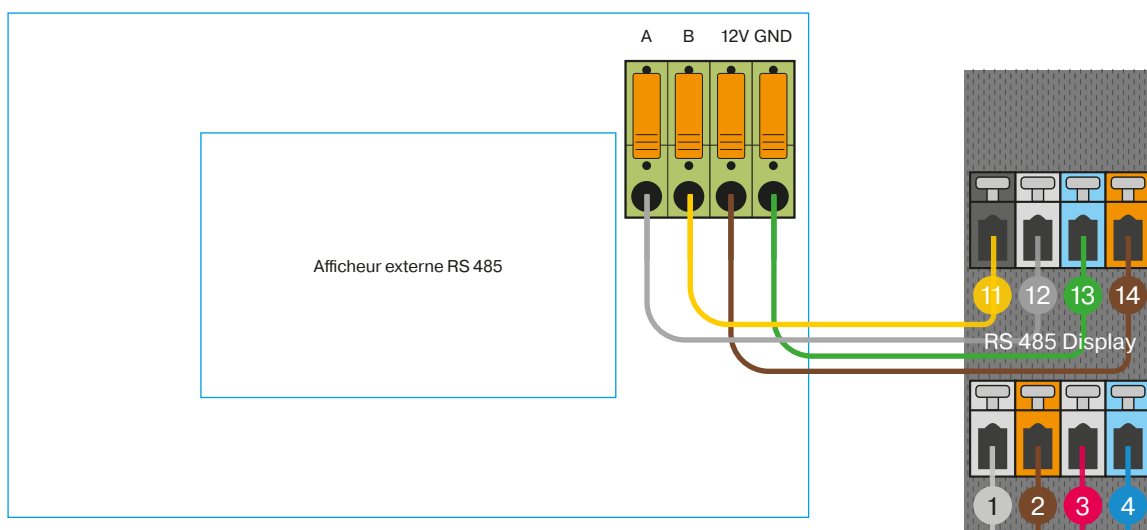 A B 12V GND
Afficheur externe RS 485
11 12 13 14
RS 485 Display
1 2 3 4